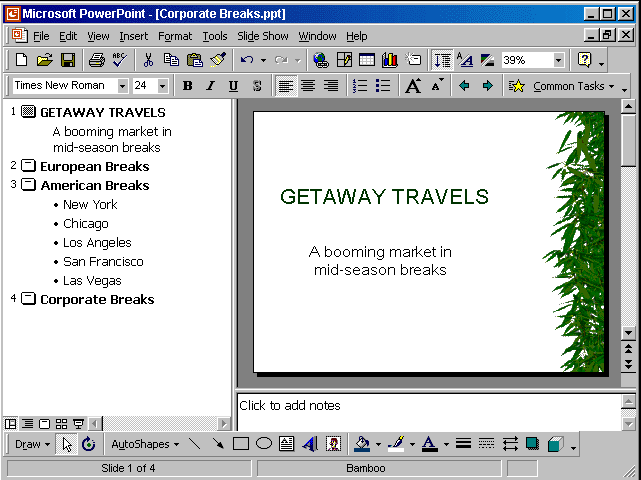 Microsoft PowerPoint - [Corporate Breaks.ppt]
File Edit View Insert Format Tools Slide Show Window Help
ABC 39% ?
Times New Roman 24 B I U S A A Common Tasks
1 GETAWAY TRAVELS
A booming market in
mid-season breaks
2 European Breaks
3 American Breaks
• New York
• Chicago
• Los Angeles
• San Francisco
• Las Vegas
4 Corporate Breaks
GETAWAY TRAVELS
A booming market in
mid-season breaks
Click to add notes
Draw AutoShapes A A
Slide 1 of 4 Bamboo